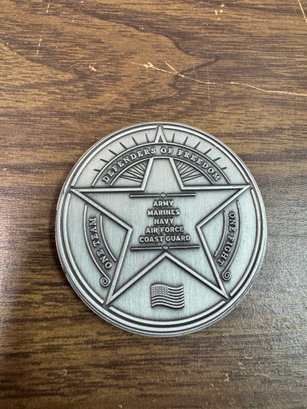 DEFENDERS OF FREEDOM
ARMY
MARINES
NAVY
AIR FORCE
COAST GUARD
ONE TEAM
ONE FIGHT